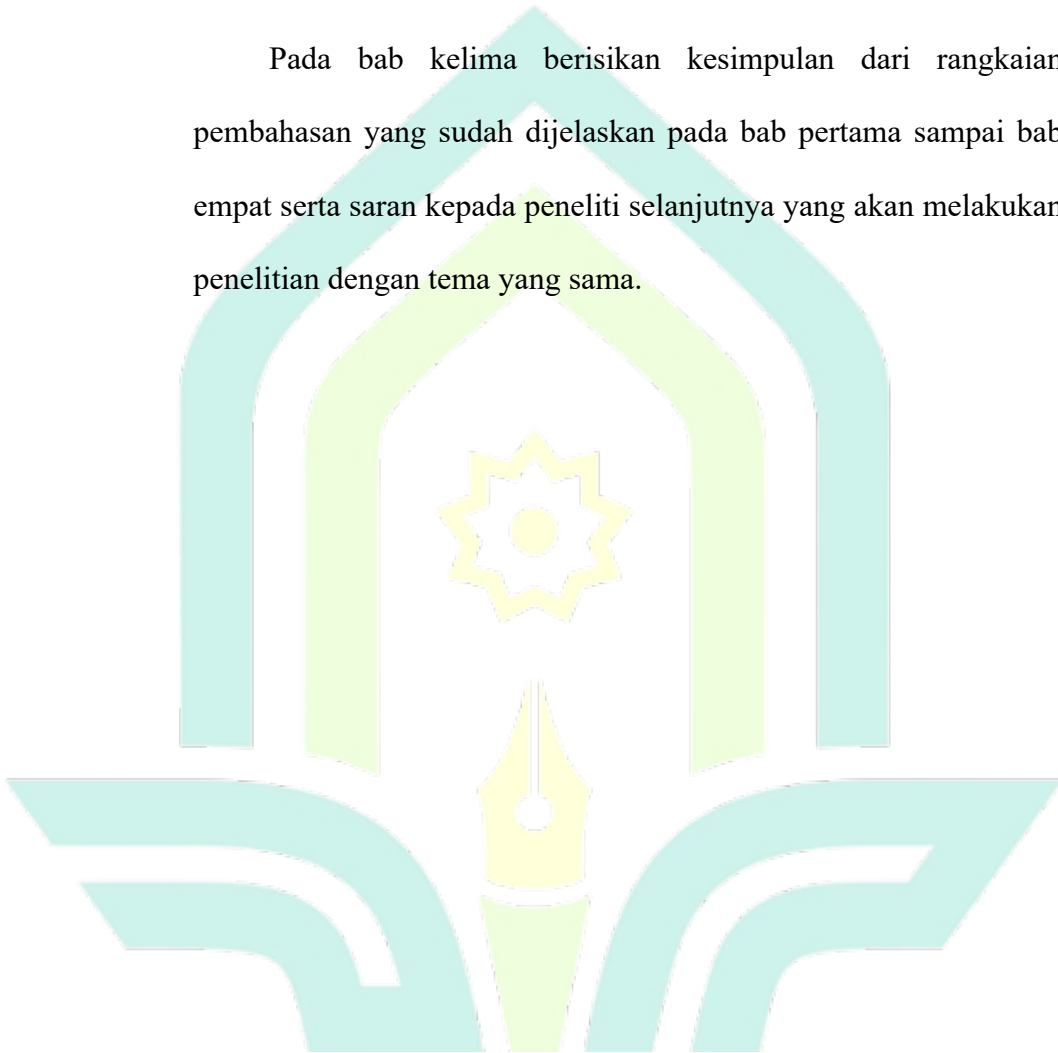 Pada bab kelima berisikan kesimpulan dari rangkaian
pembahasan yang sudah dijelaskan pada bab pertama sampai bab
empat serta saran kepada peneliti selanjutnya yang akan melakukan
penelitian dengan tema yang sama.